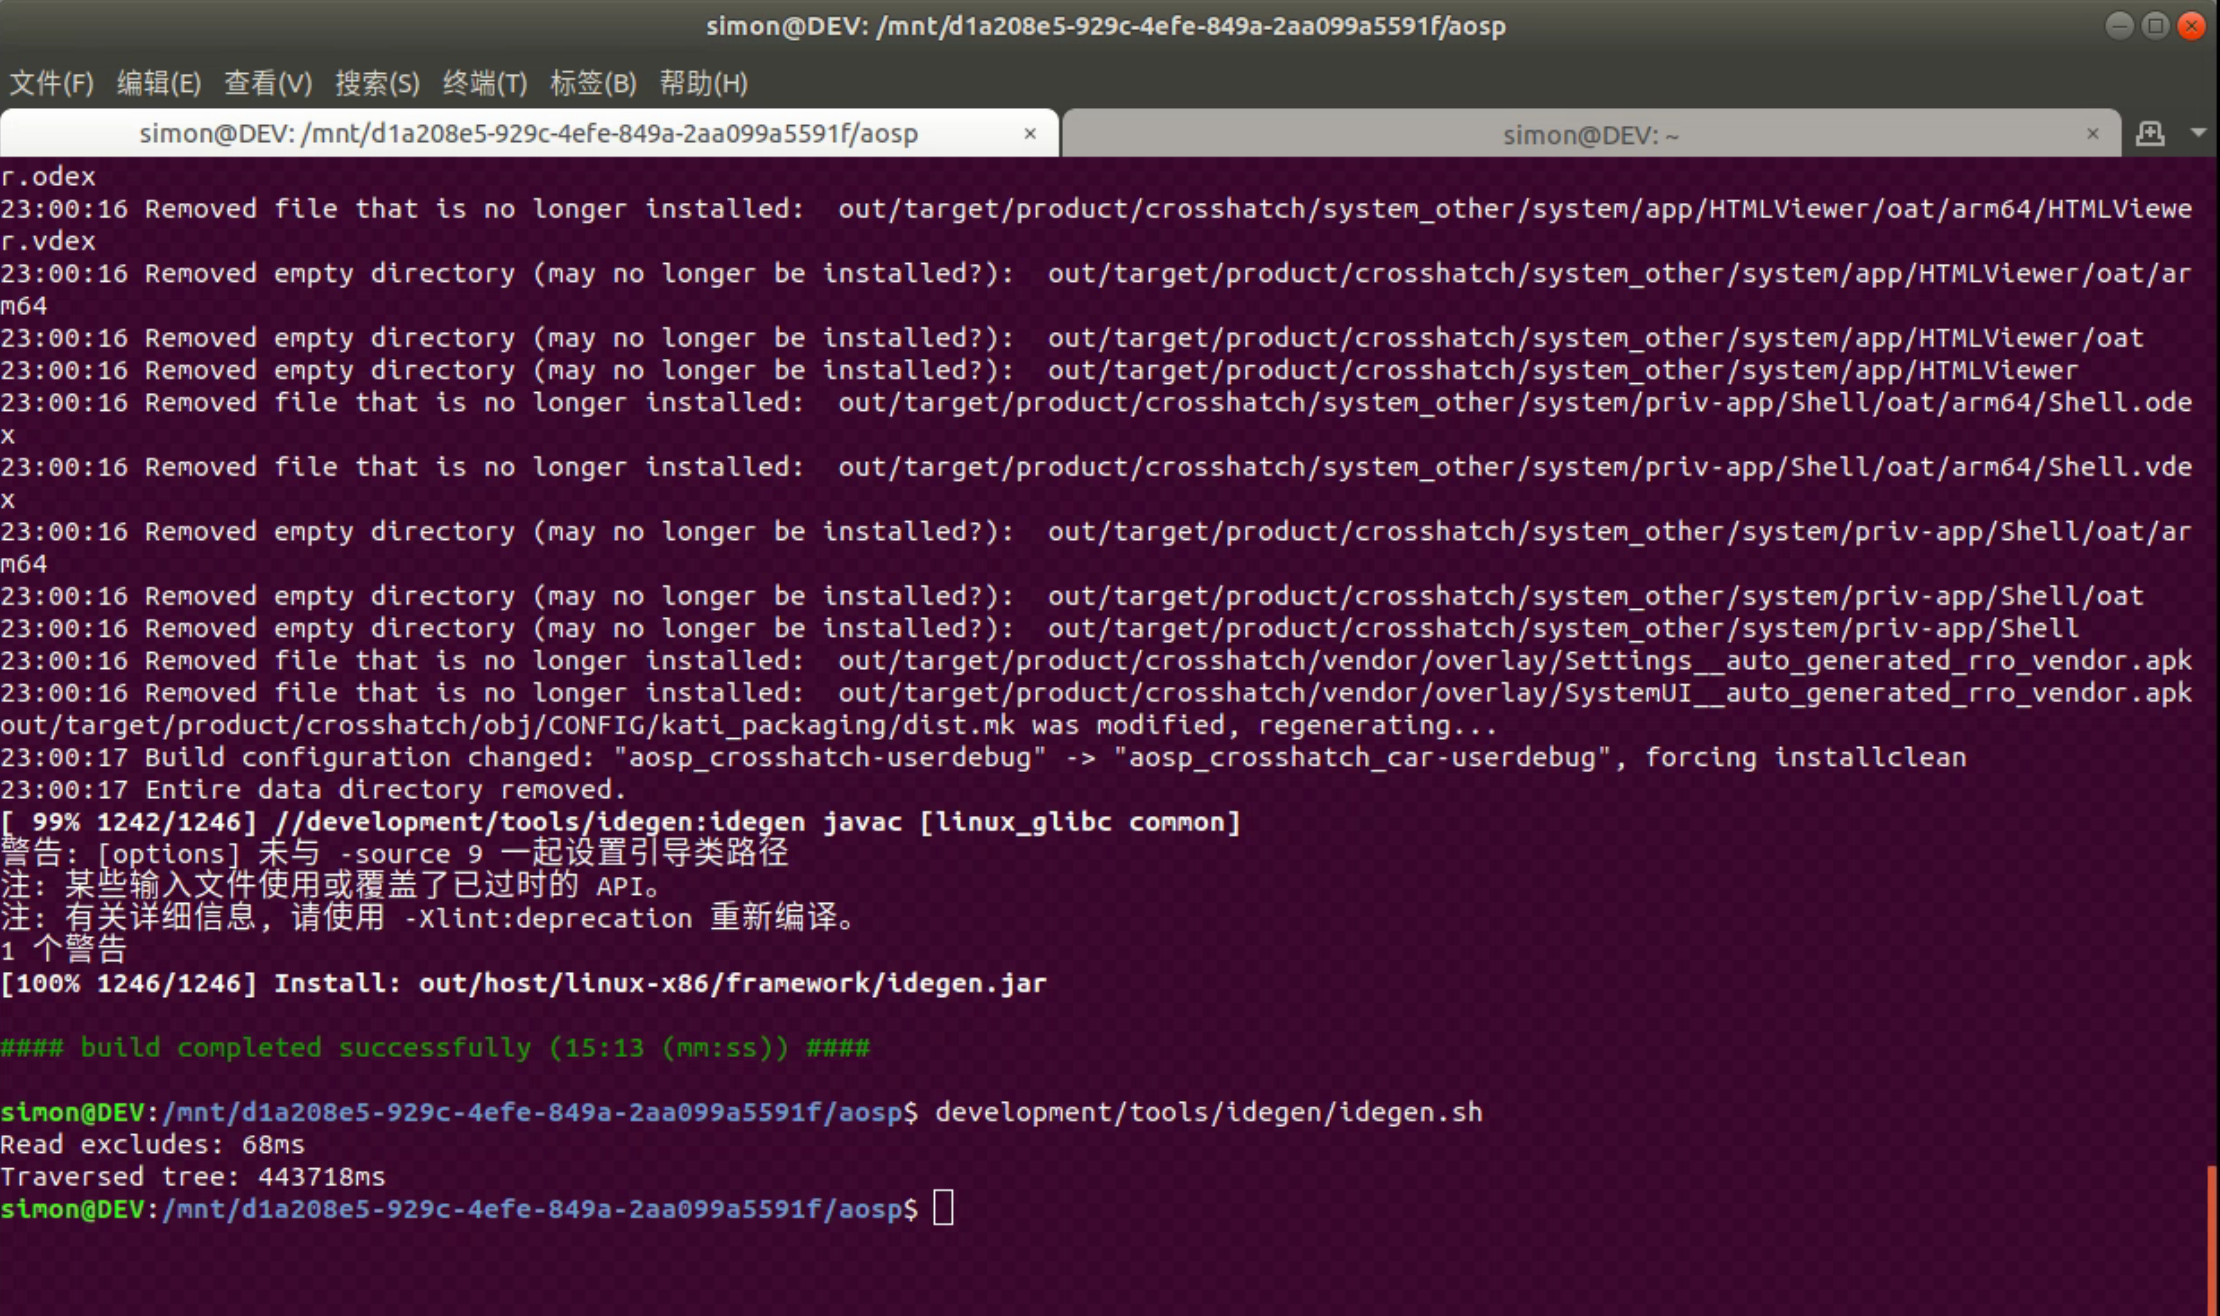 simon@DEV: /mnt/d1a208e5-929c-4efe-849a-2aa099a5591f/aosp
文件(F) 编辑(E) 查看(V) 搜索(S) 终端(T) 标签(B) 帮助(H)
simon@DEV: /mnt/d1a208e5-929c-4efe-849a-2aa099a5591f/aosp × simon@DEV: ~ ×
r.odex
23:00:16 Removed file that is no longer installed:  out/target/product/crosshatch/system_other/system/app/HTMLViewer/oat/arm64/HTMLViewe
r.vdex
23:00:16 Removed empty directory (may no longer be installed?):  out/target/product/crosshatch/system_other/system/app/HTMLViewer/oat/ar
m64
23:00:16 Removed empty directory (may no longer be installed?):  out/target/product/crosshatch/system_other/system/app/HTMLViewer/oat
23:00:16 Removed empty directory (may no longer be installed?):  out/target/product/crosshatch/system_other/system/app/HTMLViewer
23:00:16 Removed file that is no longer installed:  out/target/product/crosshatch/system_other/system/priv-app/Shell/oat/arm64/Shell.ode
x
23:00:16 Removed file that is no longer installed:  out/target/product/crosshatch/system_other/system/priv-app/Shell/oat/arm64/Shell.vde
x
23:00:16 Removed empty directory (may no longer be installed?):  out/target/product/crosshatch/system_other/system/priv-app/Shell/oat/ar
m64
23:00:16 Removed empty directory (may no longer be installed?):  out/target/product/crosshatch/system_other/system/priv-app/Shell/oat
23:00:16 Removed empty directory (may no longer be installed?):  out/target/product/crosshatch/system_other/system/priv-app/Shell
23:00:16 Removed file that is no longer installed:  out/target/product/crosshatch/vendor/overlay/Settings__auto_generated_rro_vendor.apk
23:00:16 Removed file that is no longer installed:  out/target/product/crosshatch/vendor/overlay/SystemUI__auto_generated_rro_vendor.apk
out/target/product/crosshatch/obj/CONFIG/kati_packaging/dist.mk was modified, regenerating...
23:00:17 Build configuration changed: "aosp_crosshatch-userdebug" -> "aosp_crosshatch_car-userdebug", forcing installclean
23:00:17 Entire data directory removed.
[ 99% 1242/1246] //development/tools/idegen:idegen javac [linux_glibc common]
警告: [options] 未与 -source 9 一起设置引导类路径
注: 某些输入文件使用或覆盖了已过时的 API。
注: 有关详细信息, 请使用 -Xlint:deprecation 重新编译。
1 个警告
[100% 1246/1246] Install: out/host/linux-x86/framework/idegen.jar
#### build completed successfully (15:13 (mm:ss)) ####
simon@DEV:/mnt/d1a208e5-929c-4efe-849a-2aa099a5591f/aosp$ development/tools/idegen/idegen.sh
Read excludes: 68ms
Traversed tree: 443718ms
simon@DEV:/mnt/d1a208e5-929c-4efe-849a-2aa099a5591f/aosp$